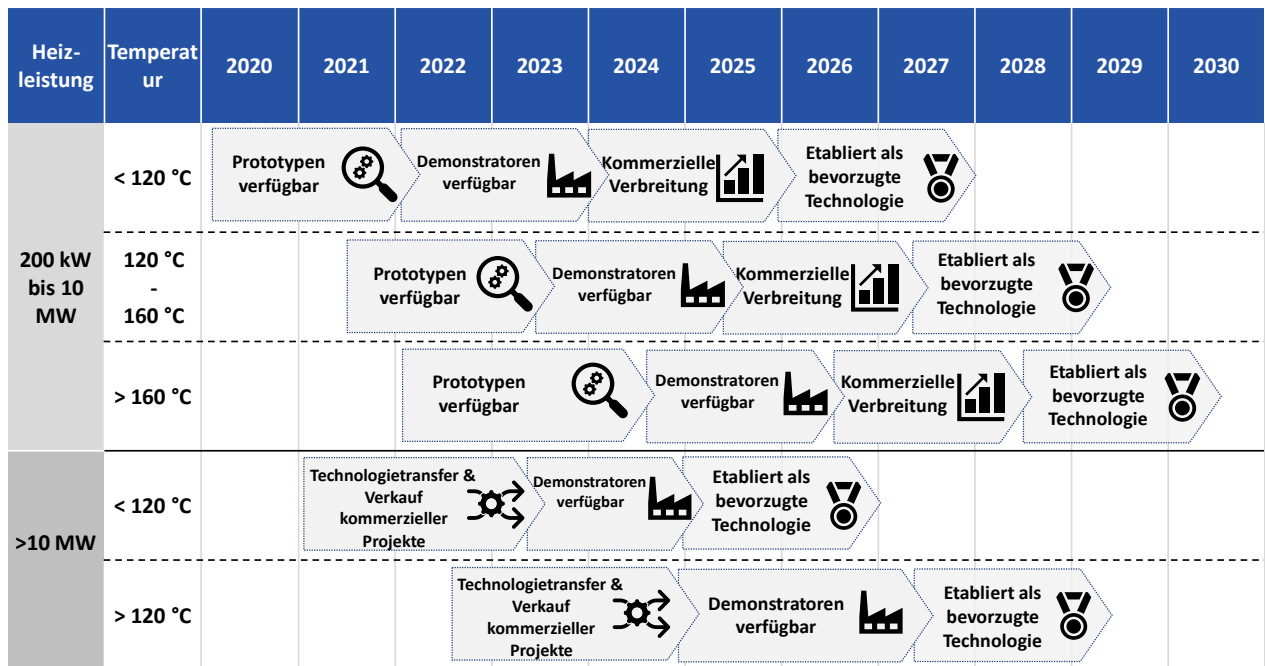 Heiz-
leistung
Temperat
ur
2020
2021
2022
2023
2024
2025
2026
2027
2028
2029
2030
200 kW
bis 10
MW
< 120 °C
Prototypen
verfügbar
Demonstratoren
verfügbar
Kommerzielle
Verbreitung
Etabliert als
bevorzugte
Technologie
120 °C
-
160 °C
Prototypen
verfügbar
Demonstratoren
verfügbar
Kommerzielle
Verbreitung
Etabliert als
bevorzugte
Technologie
> 160 °C
Prototypen
verfügbar
Demonstratoren
verfügbar
Kommerzielle
Verbreitung
Etabliert als
bevorzugte
Technologie
>10 MW
< 120 °C
Technologietransfer &
Verkauf
kommerzieller
Projekte
Demonstratoren
verfügbar
Etabliert als
bevorzugte
Technologie
> 120 °C
Technologietransfer &
Verkauf
kommerzieller
Projekte
Demonstratoren
verfügbar
Etabliert als
bevorzugte
Technologie